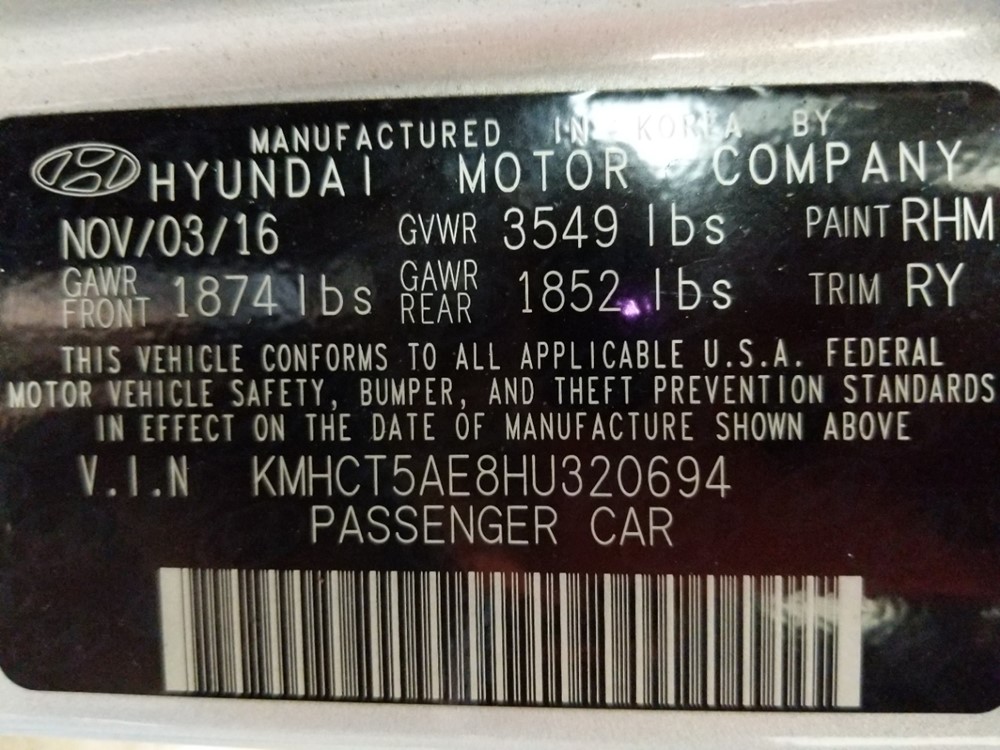 MANUFACTURED IN KOREA BY
HYUNDAI MOTOR COMPANY
NOV/03/16 GVWR 3549 lbs PAINT RHM
GAWR FRONT 1874 lbs GAWR REAR 1852 lbs TRIM RY
THIS VEHICLE CONFORMS TO ALL APPLICABLE U.S.A. FEDERAL
MOTOR VEHICLE SAFETY, BUMPER, AND THEFT PREVENTION STANDARDS
IN EFFECT ON THE DATE OF MANUFACTURE SHOWN ABOVE
V.I.N KMHCT5AE8HU320694
PASSENGER CAR